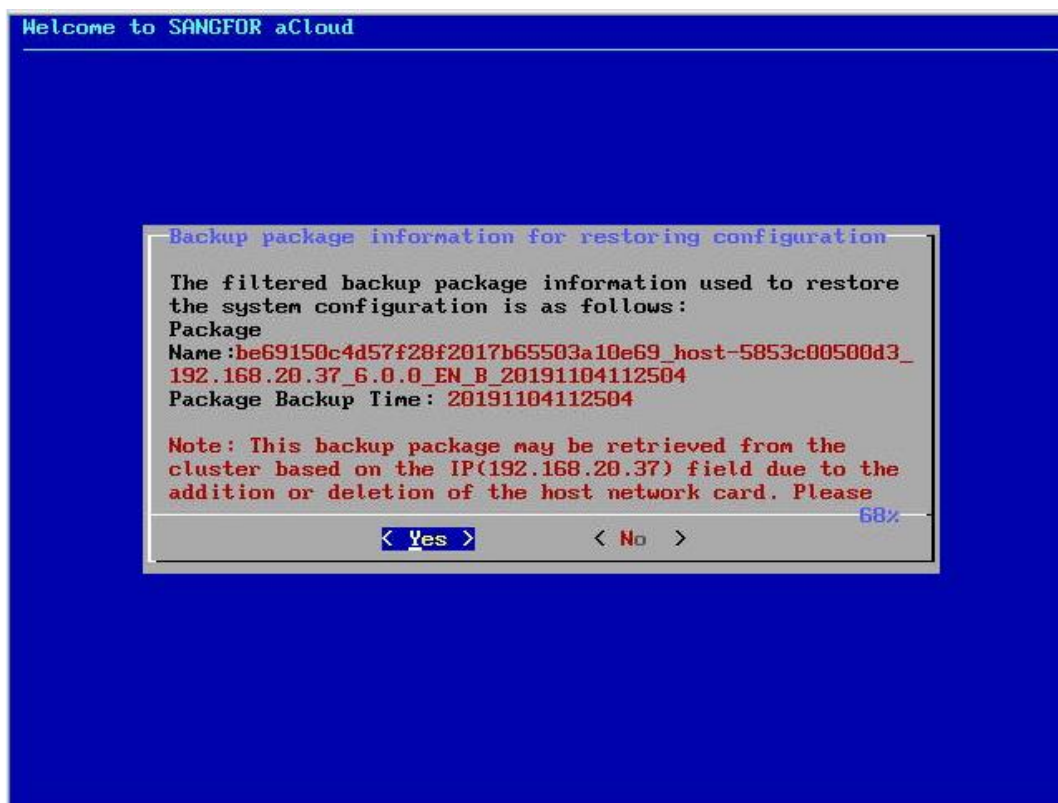 Welcome to SANGFOR aCloud
Backup package information for restoring configuration
The filtered backup package information used to restore
the system configuration is as follows:
Package
Name:be69150c4d57f28f2017b65503a10e69_host-5853c00500d3_
192.168.20.37_6.0.0_EN_B_20191104112504
Package Backup Time: 20191104112504
Note: This backup package may be retrieved from the
cluster based on the IP(192.168.20.37) field due to the
addition or deletion of the host network card. Please
68%
< Yes > < No >